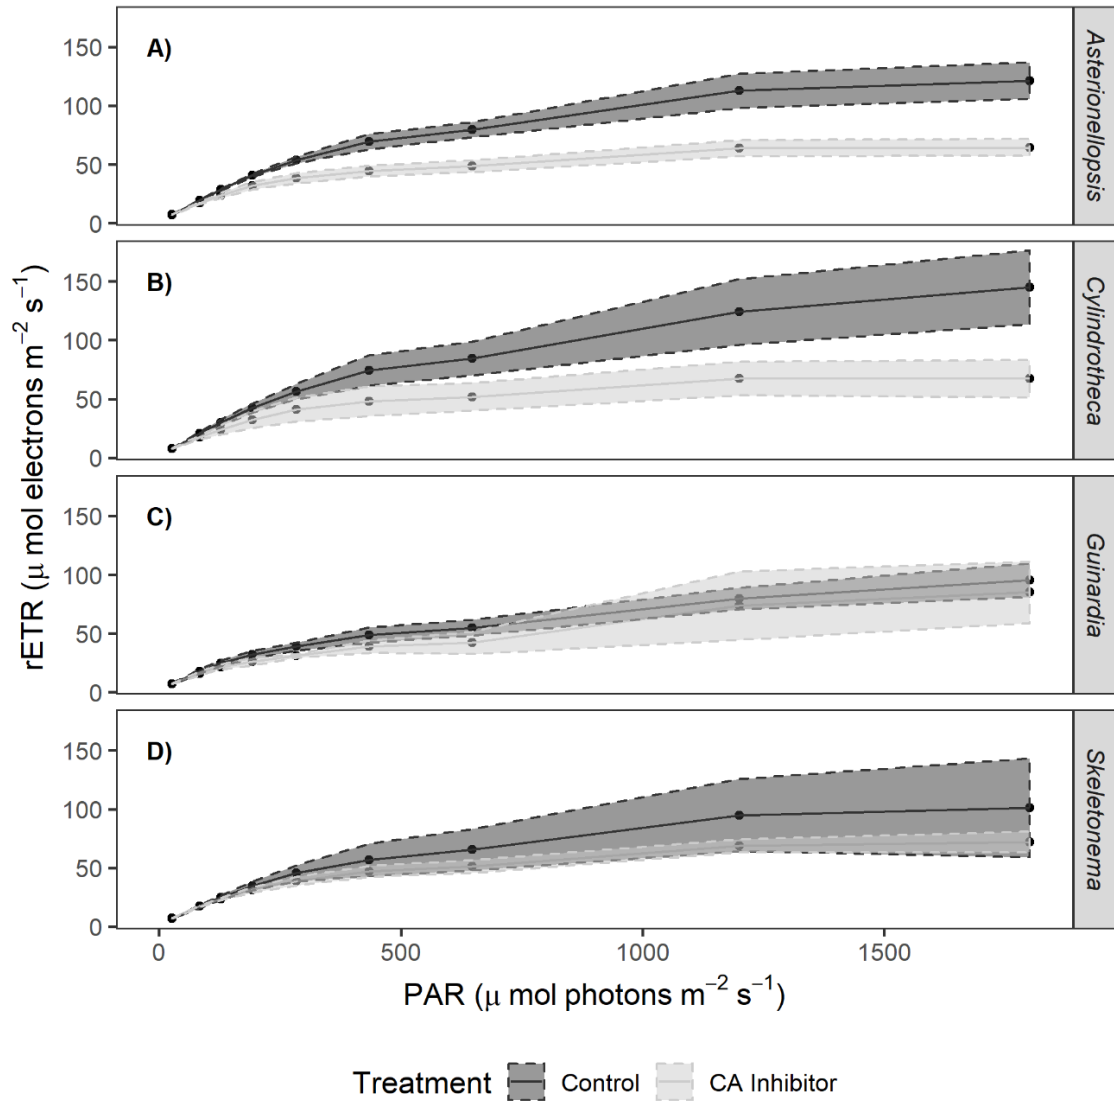 A)
150
100
50
0
Asterionellopsis
B)
150
100
50
0
Cylindrotheca
C)
150
100
50
0
Guinardia
D)
150
100
50
0
Skeletonema
rETR (μ mol electrons m⁻² s⁻¹)
0 500 1000 1500
PAR (μ mol photons m⁻² s⁻¹)
Treatment Control CA Inhibitor